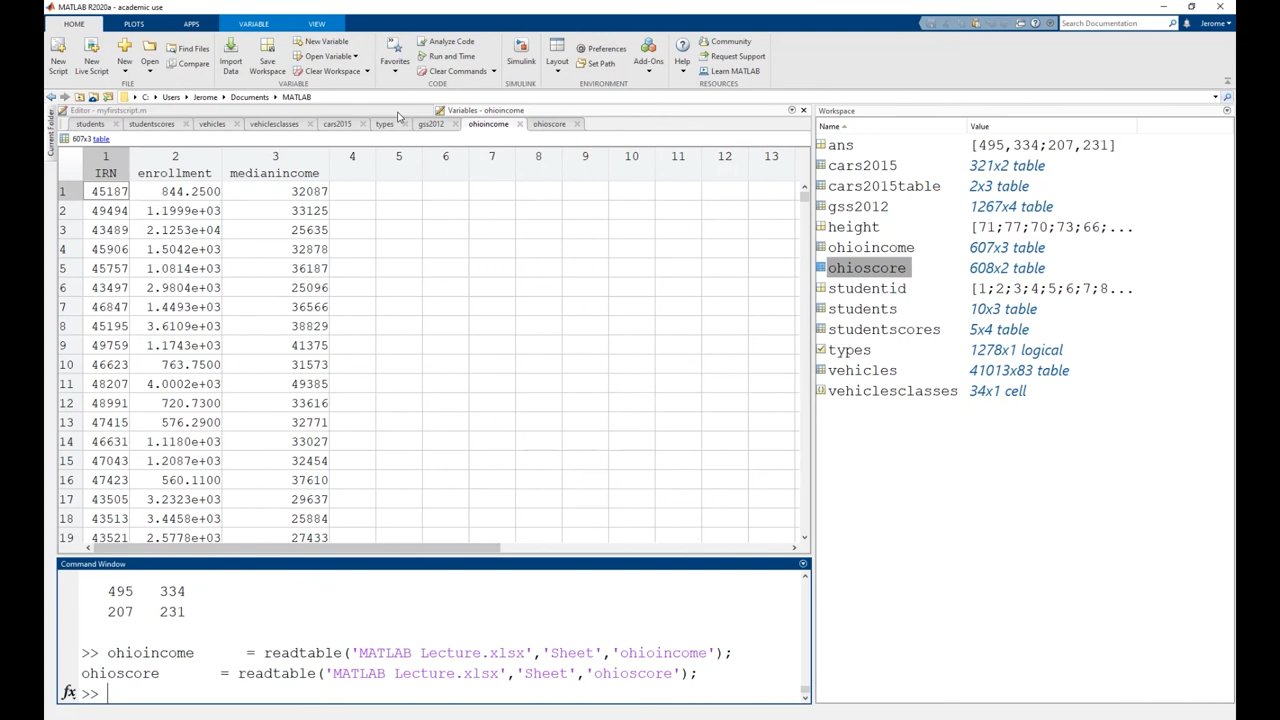 MATLAB R2020a - academic use
HOME PLOTS APPS VARIABLE VIEW Search Documentation Jerome
New Script New Live Script New Open Find Files Compare Import Data Save Workspace New Variable Open Variable Clear Workspace Favorites Analyze Code Run and Time Clear Commands Simulink Layout Preferences Set Path Add-Ons Help Community Request Support Learn MATLAB
FILE VARIABLE CODE SIMULINK ENVIRONMENT RESOURCES
C: Users Jerome Documents MATLAB
Current Folder
Editor - myfirstscript.m Variables - ohioincome
students studentscores vehicles vehiclesclasses cars2015 types gss2012 ohioincome ohioscore
607x3 table
1 2 3 4 5 6 7 8 9 10 11 12 13
IRN enrollment medianincome
1 45187 844.2500 32087
2 49494 1.1999e+03 33125
3 43489 2.1253e+04 25635
4 45906 1.5042e+03 32878
5 45757 1.0814e+03 36187
6 43497 2.9804e+03 25096
7 46847 1.4493e+03 36566
8 45195 3.6109e+03 38829
9 49759 1.1743e+03 41375
10 46623 763.7500 31573
11 48207 4.0002e+03 49385
12 48991 720.7300 33616
13 47415 576.2900 32771
14 46631 1.1180e+03 33027
15 47043 1.2087e+03 32454
16 47423 560.1100 37610
17 43505 3.2323e+03 29637
18 43513 3.4458e+03 25884
19 43521 2.5778e+03 27433
Command Window
495 334
207 231
>> ohioincome = readtable('MATLAB Lecture.xlsx','Sheet','ohioincome');
ohioscore = readtable('MATLAB Lecture.xlsx','Sheet','ohioscore');
fx >>
Workspace
Name Value
ans [495,334;207,231]
cars2015 321x2 table
cars2015table 2x3 table
gss2012 1267x4 table
height [71;77;70;73;66;...
ohioincome 607x3 table
ohioscore 608x2 table
studentid [1;2;3;4;5;6;7;8...
students 10x3 table
studentscores 5x4 table
types 1278x1 logical
vehicles 41013x83 table
vehiclesclasses 34x1 cell